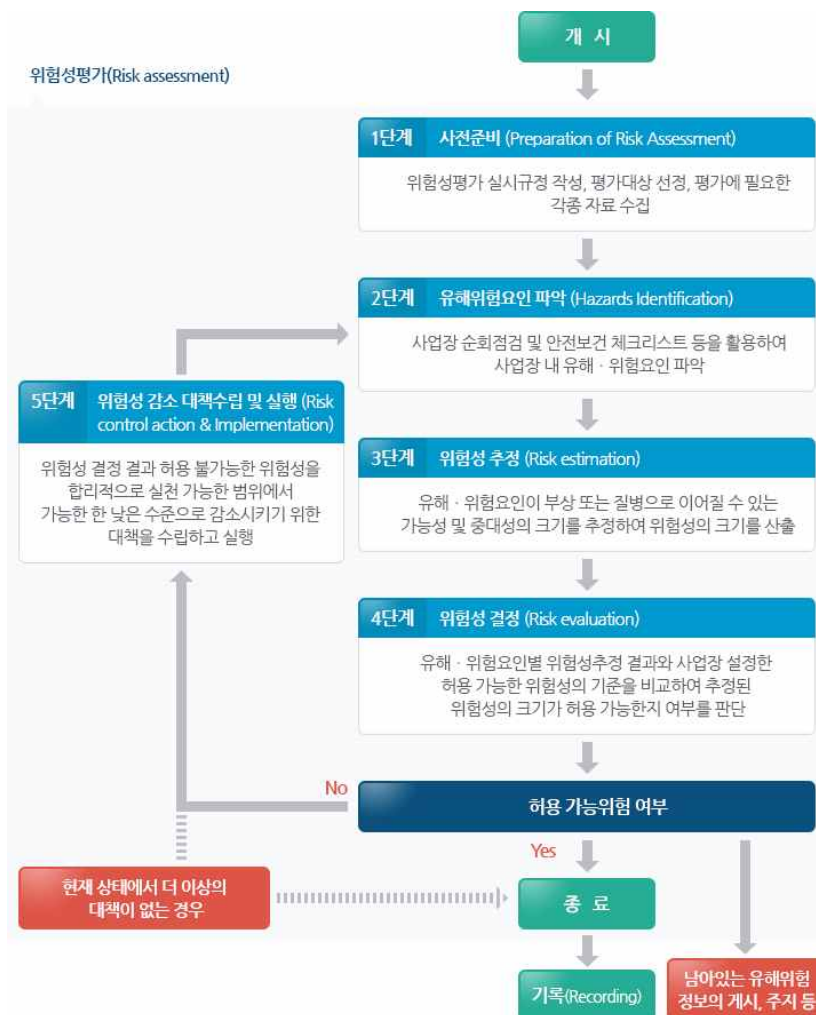 개 시
위험성평가(Risk assessment)
1단계 사전준비 (Preparation of Risk Assessment)
위험성평가 실시규정 작성, 평가대상 선정, 평가에 필요한
각종 자료 수집
2단계 유해위험요인 파악 (Hazards Identification)
사업장 순회점검 및 안전보건 체크리스트 등을 활용하여
사업장 내 유해 · 위험요인 파악
5단계 위험성 감소 대책수립 및 실행 (Risk
control action & Implementation)
위험성 결정 결과 허용 불가능한 위험성을
합리적으로 실천 가능한 범위에서
가능한 한 낮은 수준으로 감소시키기 위한
대책을 수립하고 실행
3단계 위험성 추정 (Risk estimation)
유해 · 위험요인이 부상 또는 질병으로 이어질 수 있는
가능성 및 중대성의 크기를 추정하여 위험성의 크기를 산출
4단계 위험성 결정 (Risk evaluation)
유해 · 위험요인별 위험성추정 결과와 사업장 설정한
허용 가능한 위험성의 기준을 비교하여 추정된
위험성의 크기가 허용 가능한지 여부를 판단
No
허용 가능위험 여부
Yes
현재 상태에서 더 이상의
대책이 없는 경우
종 료
기록(Recording)
남아있는 유해위험
정보의 게시, 주지 등